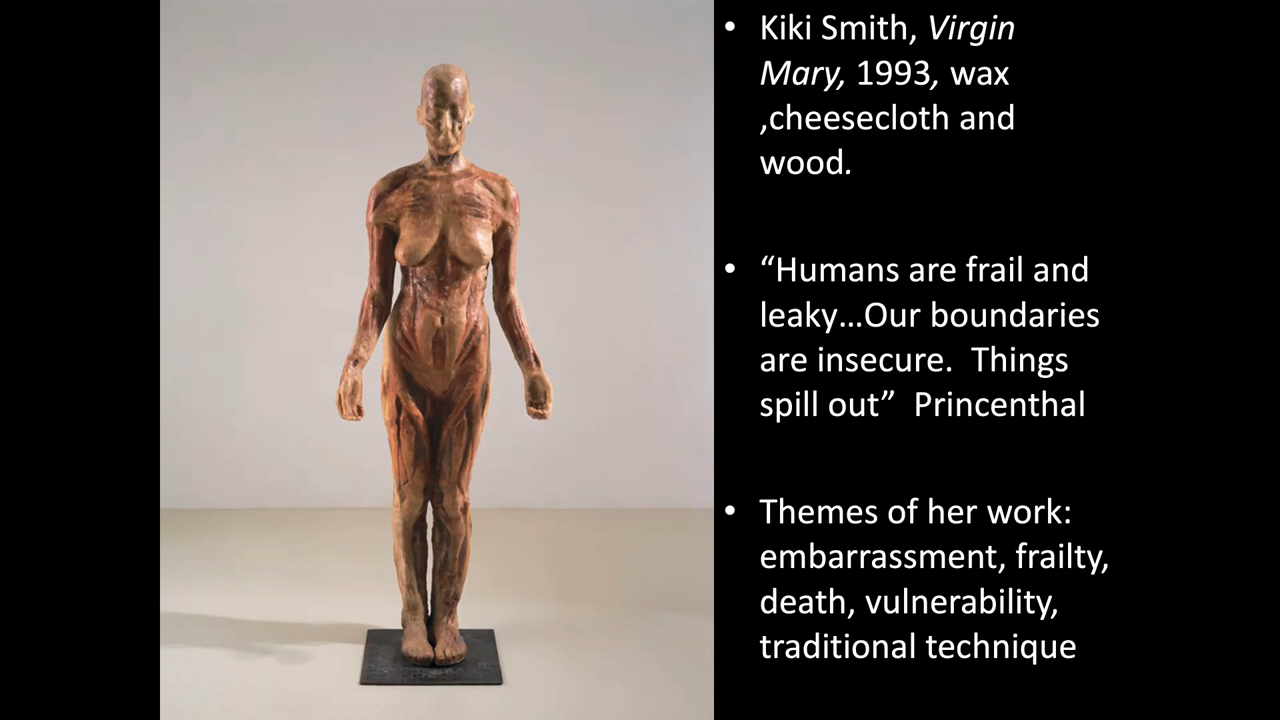 • Kiki Smith, Virgin
Mary, 1993, wax
,cheesecloth and
wood.
• “Humans are frail and
leaky…Our boundaries
are insecure.  Things
spill out”  Princenthal
• Themes of her work:
embarrassment, frailty,
death, vulnerability,
traditional technique